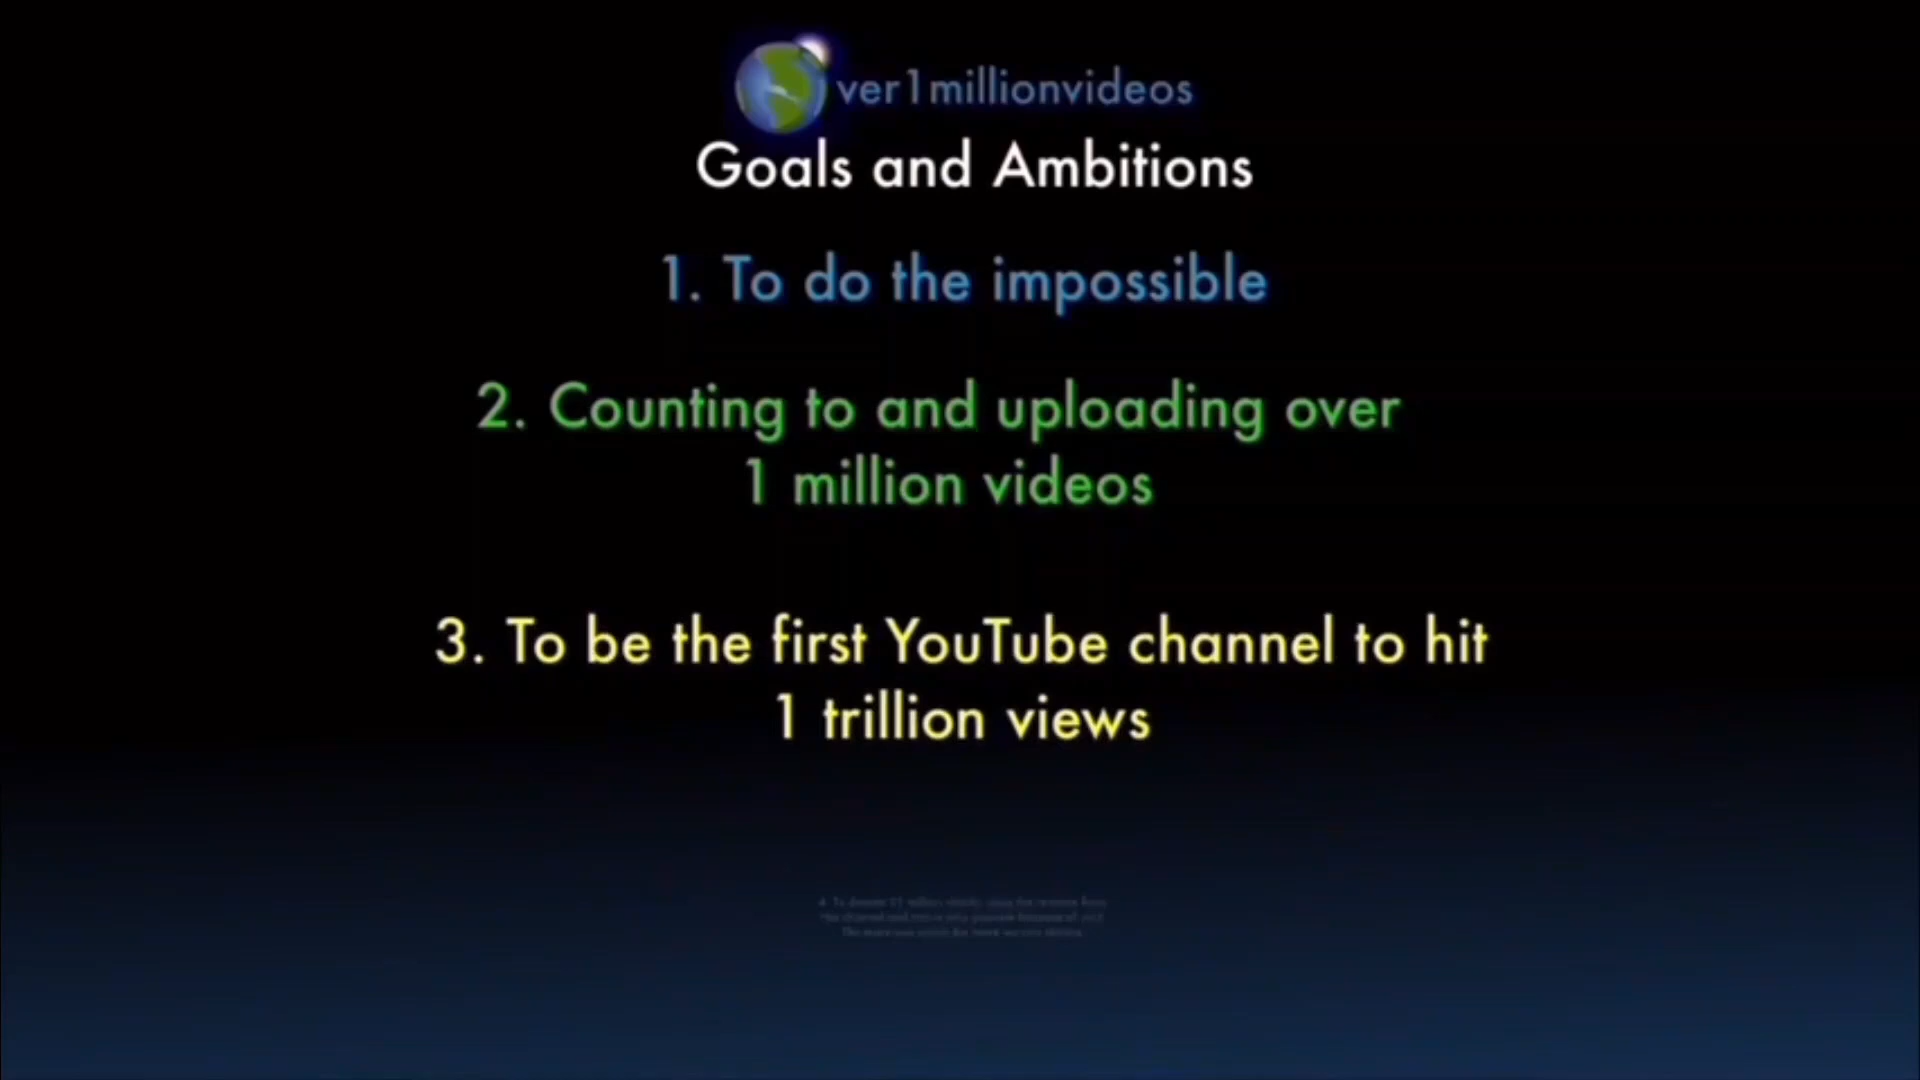 ver1millionvideos
Goals and Ambitions
1. To do the impossible
2. Counting to and uploading over
1 million videos
3. To be the first YouTube channel to hit
1 trillion views